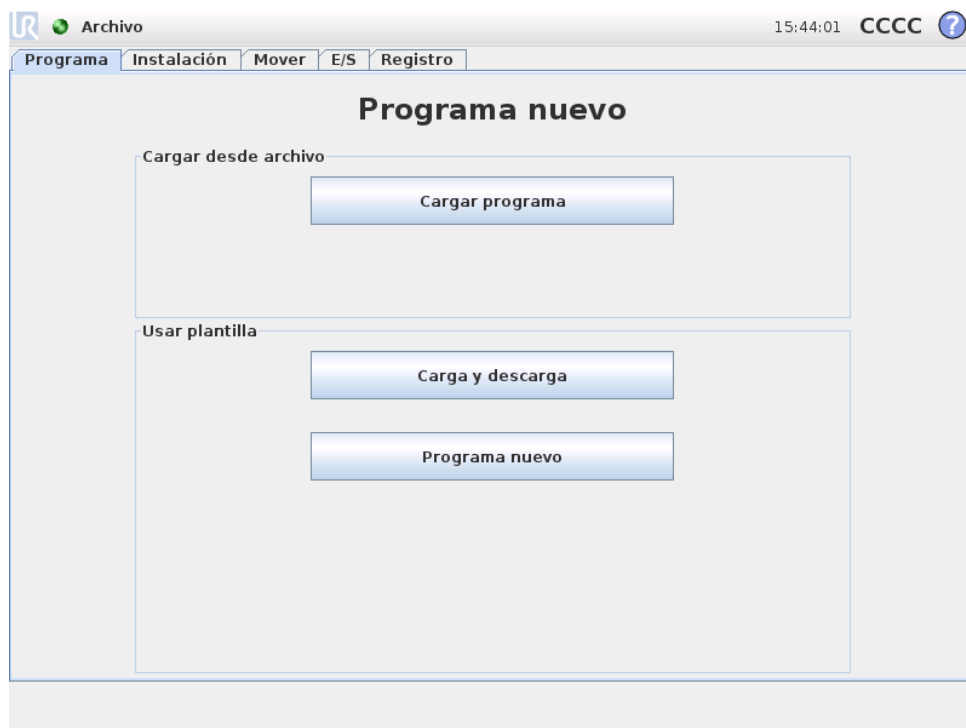 UR Archivo 15:44:01 CCCC ?
Programa Instalación Mover E/S Registro
Programa nuevo
Cargar desde archivo
Cargar programa
Usar plantilla
Carga y descarga
Programa nuevo